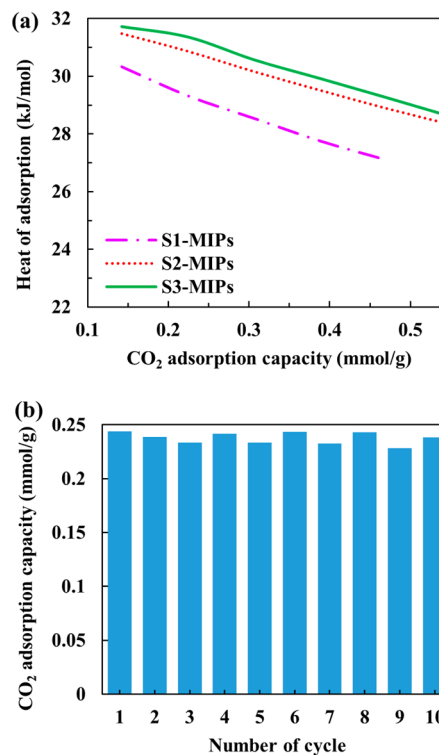 (a)
Heat of adsorption (kJ/mol)
32
30
28
26
24
22
S1-MIPs
S2-MIPs
S3-MIPs
0.1 0.2 0.3 0.4 0.5
CO₂ adsorption capacity (mmol/g)
(b)
CO₂ adsorption capacity (mmol/g)
0.25
0.2
0.15
0.1
0.05
0
1 2 3 4 5 6 7 8 9 10
Number of cycle